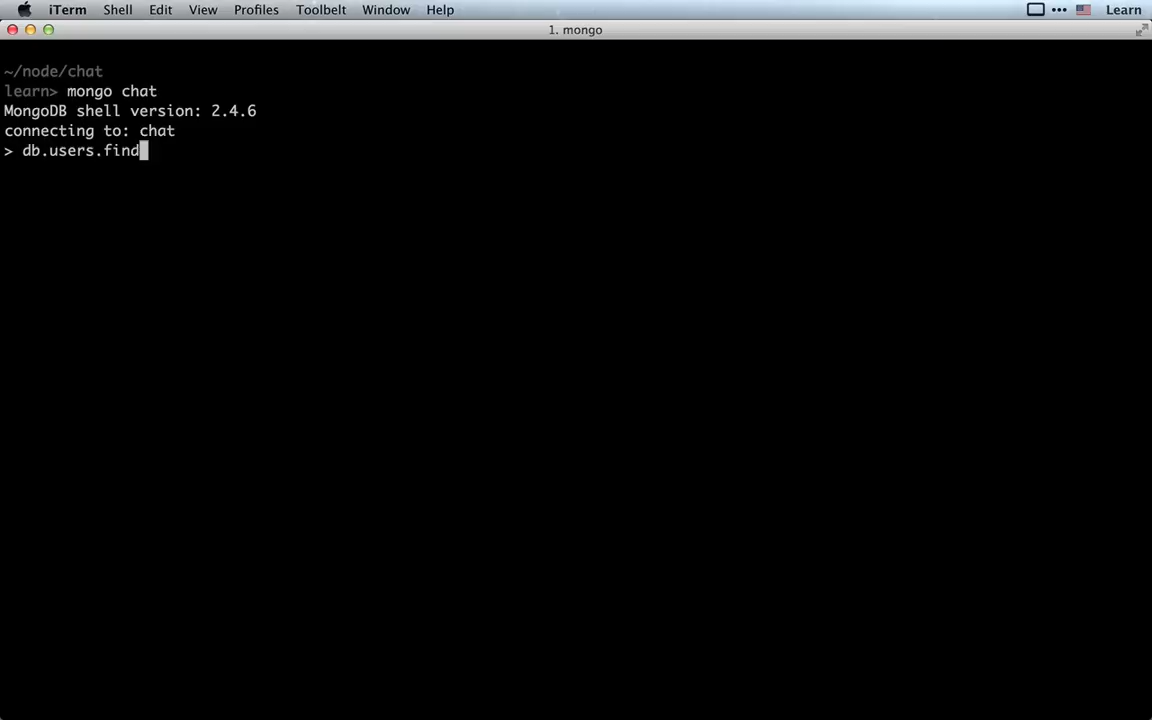 iTerm Shell Edit View Profiles Toolbelt Window Help ••• Learn
1. mongo
~/node/chat
learn> mongo chat
MongoDB shell version: 2.4.6
connecting to: chat
> db.users.find